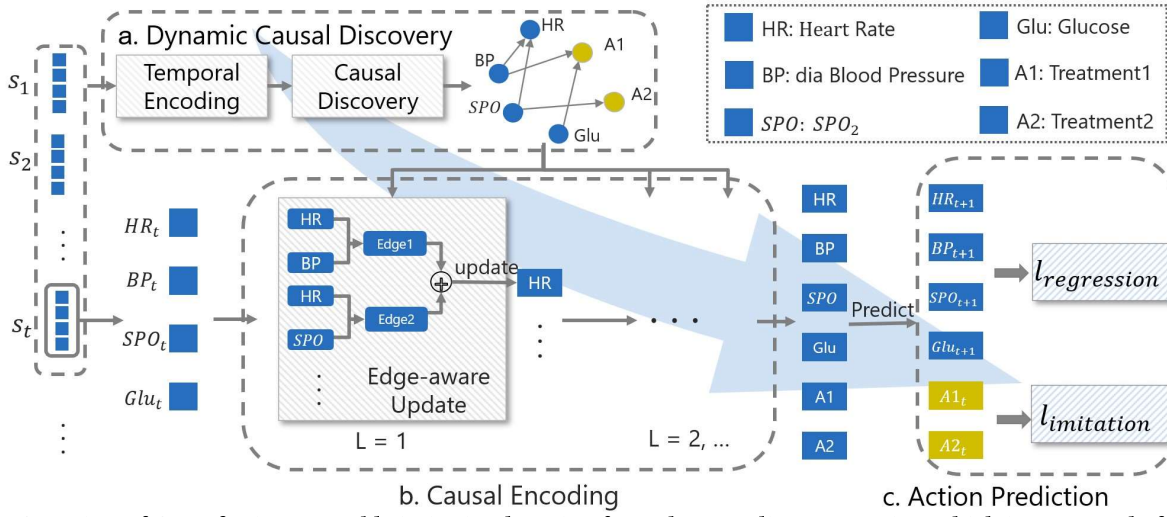 a. Dynamic Causal Discovery
Temporal
Encoding
Causal
Discovery
HR
BP
SPO
Glu
A1
A2
HR: Heart Rate
BP: dia Blood Pressure
SPO: SPO₂
Glu: Glucose
A1: Treatment1
A2: Treatment2
s₁
s₂
⋮
sₜ
⋮
HRₜ
BPₜ
SPOₜ
Gluₜ
HR
BP
Edge1
HR
SPO
Edge2
update
HR
⋮
Edge-aware
Update
⋮
L = 1
· · ·
L = 2, ...
b. Causal Encoding
HR
BP
SPO
Glu
A1
A2
Predict
HRₜ₊₁
BPₜ₊₁
SPOₜ₊₁
Gluₜ₊₁
A1ₜ
A2ₜ
l_regression
l_imitation
c. Action Prediction